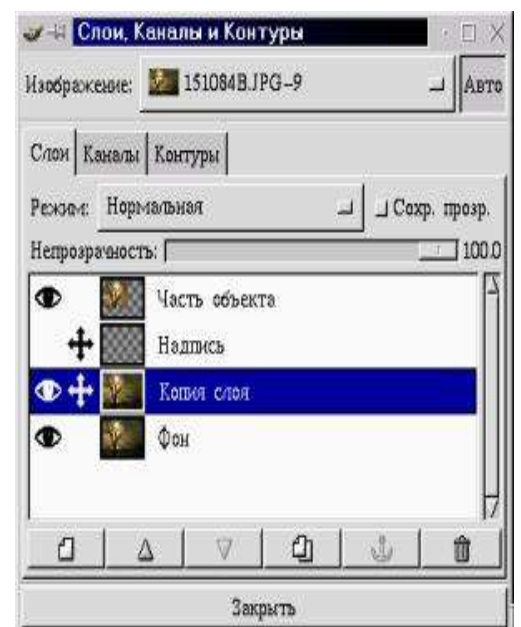 Слои, Каналы и Контуры
Изображение: 151084B.JPG-9 Авто
Слои Каналы Контуры
Режим: Нормальная Сохр. прозр.
Непрозрачность: 100.0
Часть объекта
Надпись
Копия слоя
Фон
Закрыть